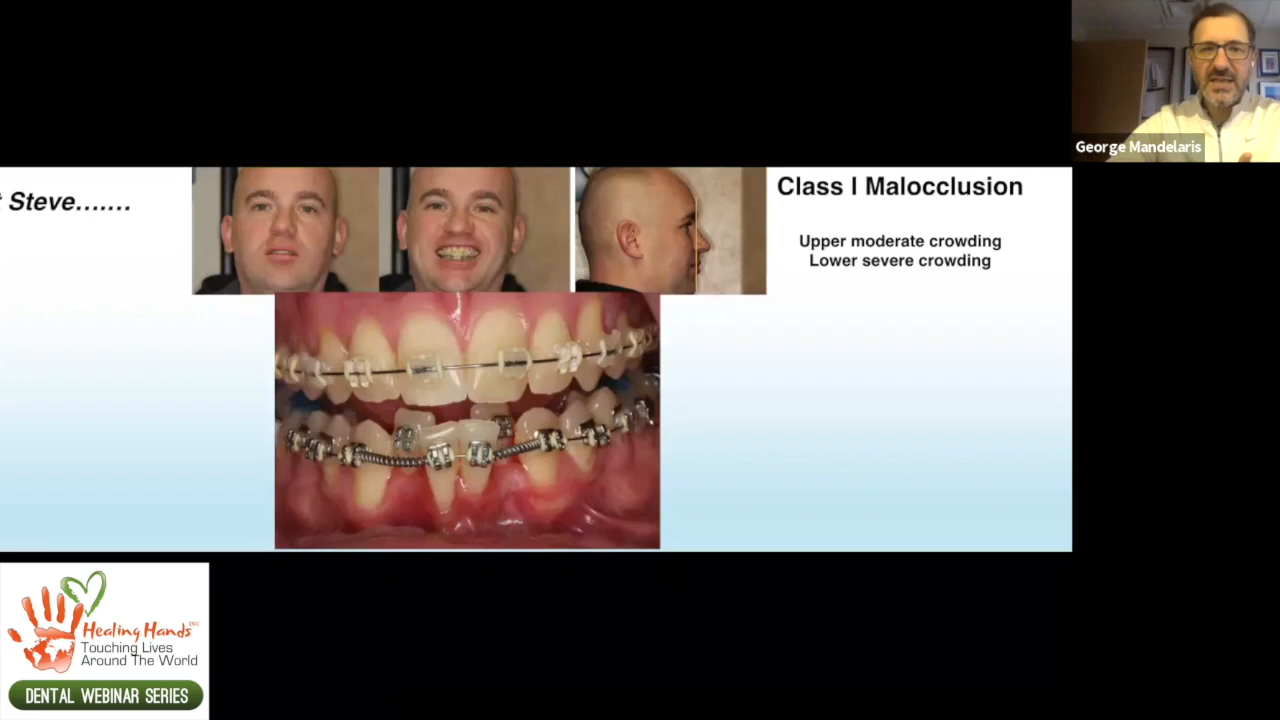 George Mandelaris
Steve.......
Class I Malocclusion
Upper moderate crowding
Lower severe crowding
Healing Hands INC
Touching Lives
Around The World
DENTAL WEBINAR SERIES